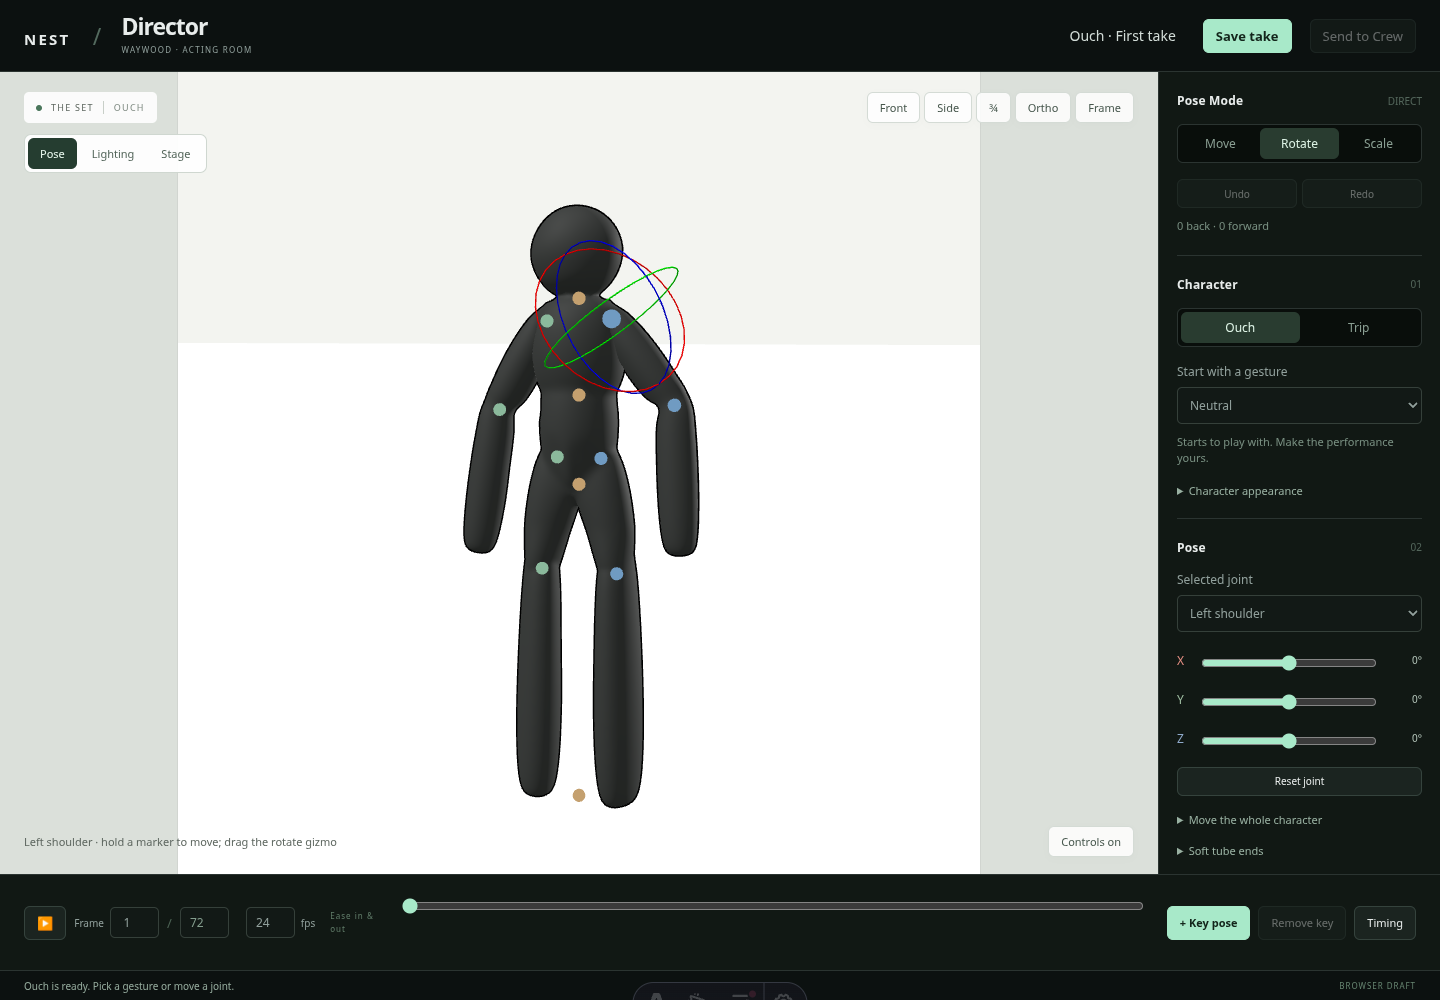 NEST / Director
WAYWOOD · ACTING ROOM
Ouch · First take
Save take
Send to Crew
THE SET | OUCH
Pose Lighting Stage
Front Side ¾ Ortho Frame
Left shoulder · hold a marker to move; drag the rotate gizmo
Controls on
Pose Mode DIRECT
Move Rotate Scale
Undo Redo
0 back · 0 forward
Character 01
Ouch Trip
Start with a gesture
Neutral
Starts to play with. Make the performance
yours.
Character appearance
Pose 02
Selected joint
Left shoulder
X 0°
Y 0°
Z 0°
Reset joint
Move the whole character
Soft tube ends
Frame 1 / 72 24 fps
Ease in &
out
+ Key pose
Remove key
Timing
Ouch is ready. Pick a gesture or move a joint.
BROWSER DRAFT